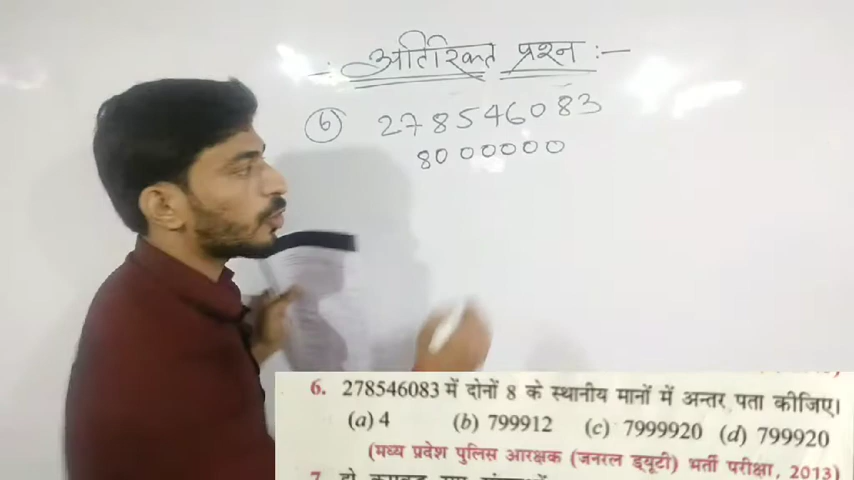 -: अतिरिक्त प्रश्न :-
6 278546083
8000000
6. 278546083 में दोनों 8 के स्थानीय मानों में अन्तर पता कीजिए।
(a) 4 (b) 799912 (c) 7999920 (d) 799920
(मध्य प्रदेश पुलिस आरक्षक (जनरल ड्यूटी) भर्ती परीक्षा, 2013)